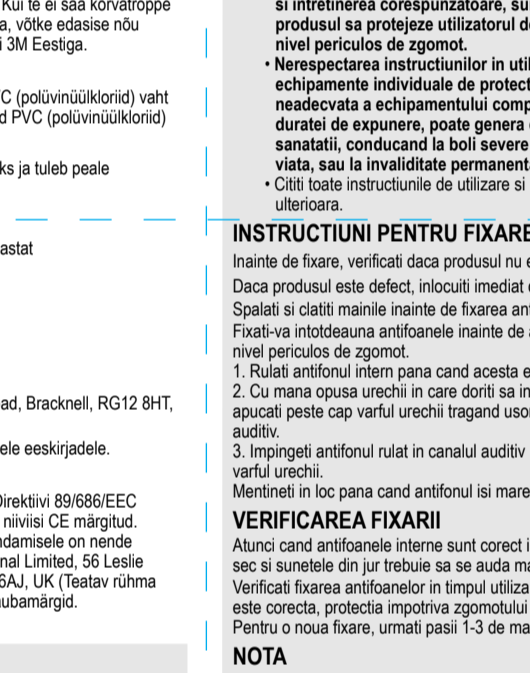 Kui te ei saa kõrvatroppe
a, võtke edasise nõu
3M Eestiga.
C (polüvinüülkloriid) vaht
d PVC (polüvinüülkloriid)
ks ja tuleb peale
astat
ad, Bracknell, RG12 8HT,
ele eeskirjadele.
Direktiivi 89/686/EEC
niiviisi CE märgitud.
ndamisele on nende
nal Limited, 56 Leslie
6AJ, UK (Teatav rühma
ubamärgid.
si intretinerea corespunzatoare, su
produsul sa protejeze utilizatorul d
nivel periculos de zgomot.
• Nerespectarea instructiunilor in util
echipamente individuale de protect
neadecvata a echipamentului comp
duratei de expunere, poate genera
sanatatii, conducand la boli severe
viata, sau la invaliditate permanent
• Cititi toate instructiunile de utilizare si
ulterioara.
INSTRUCTIUNI PENTRU FIXARE
Inainte de fixare, verificati daca produsul nu e
Daca produsul este defect, inlocuiti imediat
Spalati si clatiti mainile inainte de fixarea an
Fixati-va intotdeauna antifoanele inainte de
nivel periculos de zgomot.
1. Rulati antifonul intern pana cand acesta e
2. Cu mana opusa urechii in care doriti sa in
apucati peste cap varful urechii tragand uso
auditiv.
3. Impingeti antifonul rulat in canalul auditiv
varful urechii.
Mentineti in loc pana cand antifonul isi mare
VERIFICAREA FIXARII
Atunci cand antifoanele interne sunt corect i
sec si sunetele din jur trebuie sa se auda ma
Verificati fixarea antifoanelor in timpul utiliza
este corecta, protectia impotriva zgomotului
Pentru o noua fixare, urmati pasii 1-3 de ma
NOTA